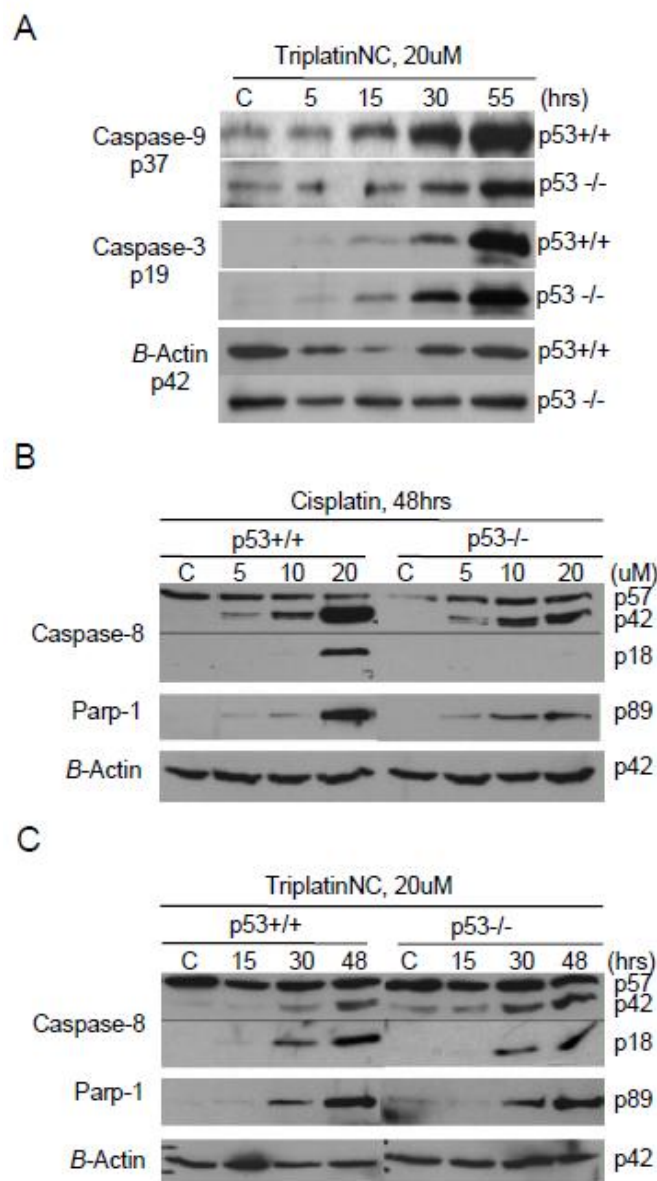 A
TriplatinNC, 20uM
C 5 15 30 55 (hrs)
Caspase-9 p37 p53+/+
p53 -/-
Caspase-3 p19 p53+/+
p53 -/-
B-Actin p42 p53+/+
p53 -/-
B
Cisplatin, 48hrs
p53+/+ p53-/-
C 5 10 20 C 5 10 20 (uM)
Caspase-8 p57
p42
p18
Parp-1 p89
B-Actin p42
C
TriplatinNC, 20uM
p53+/+ p53-/-
C 15 30 48 C 15 30 48 (hrs)
Caspase-8 p57
p42
p18
Parp-1 p89
B-Actin p42